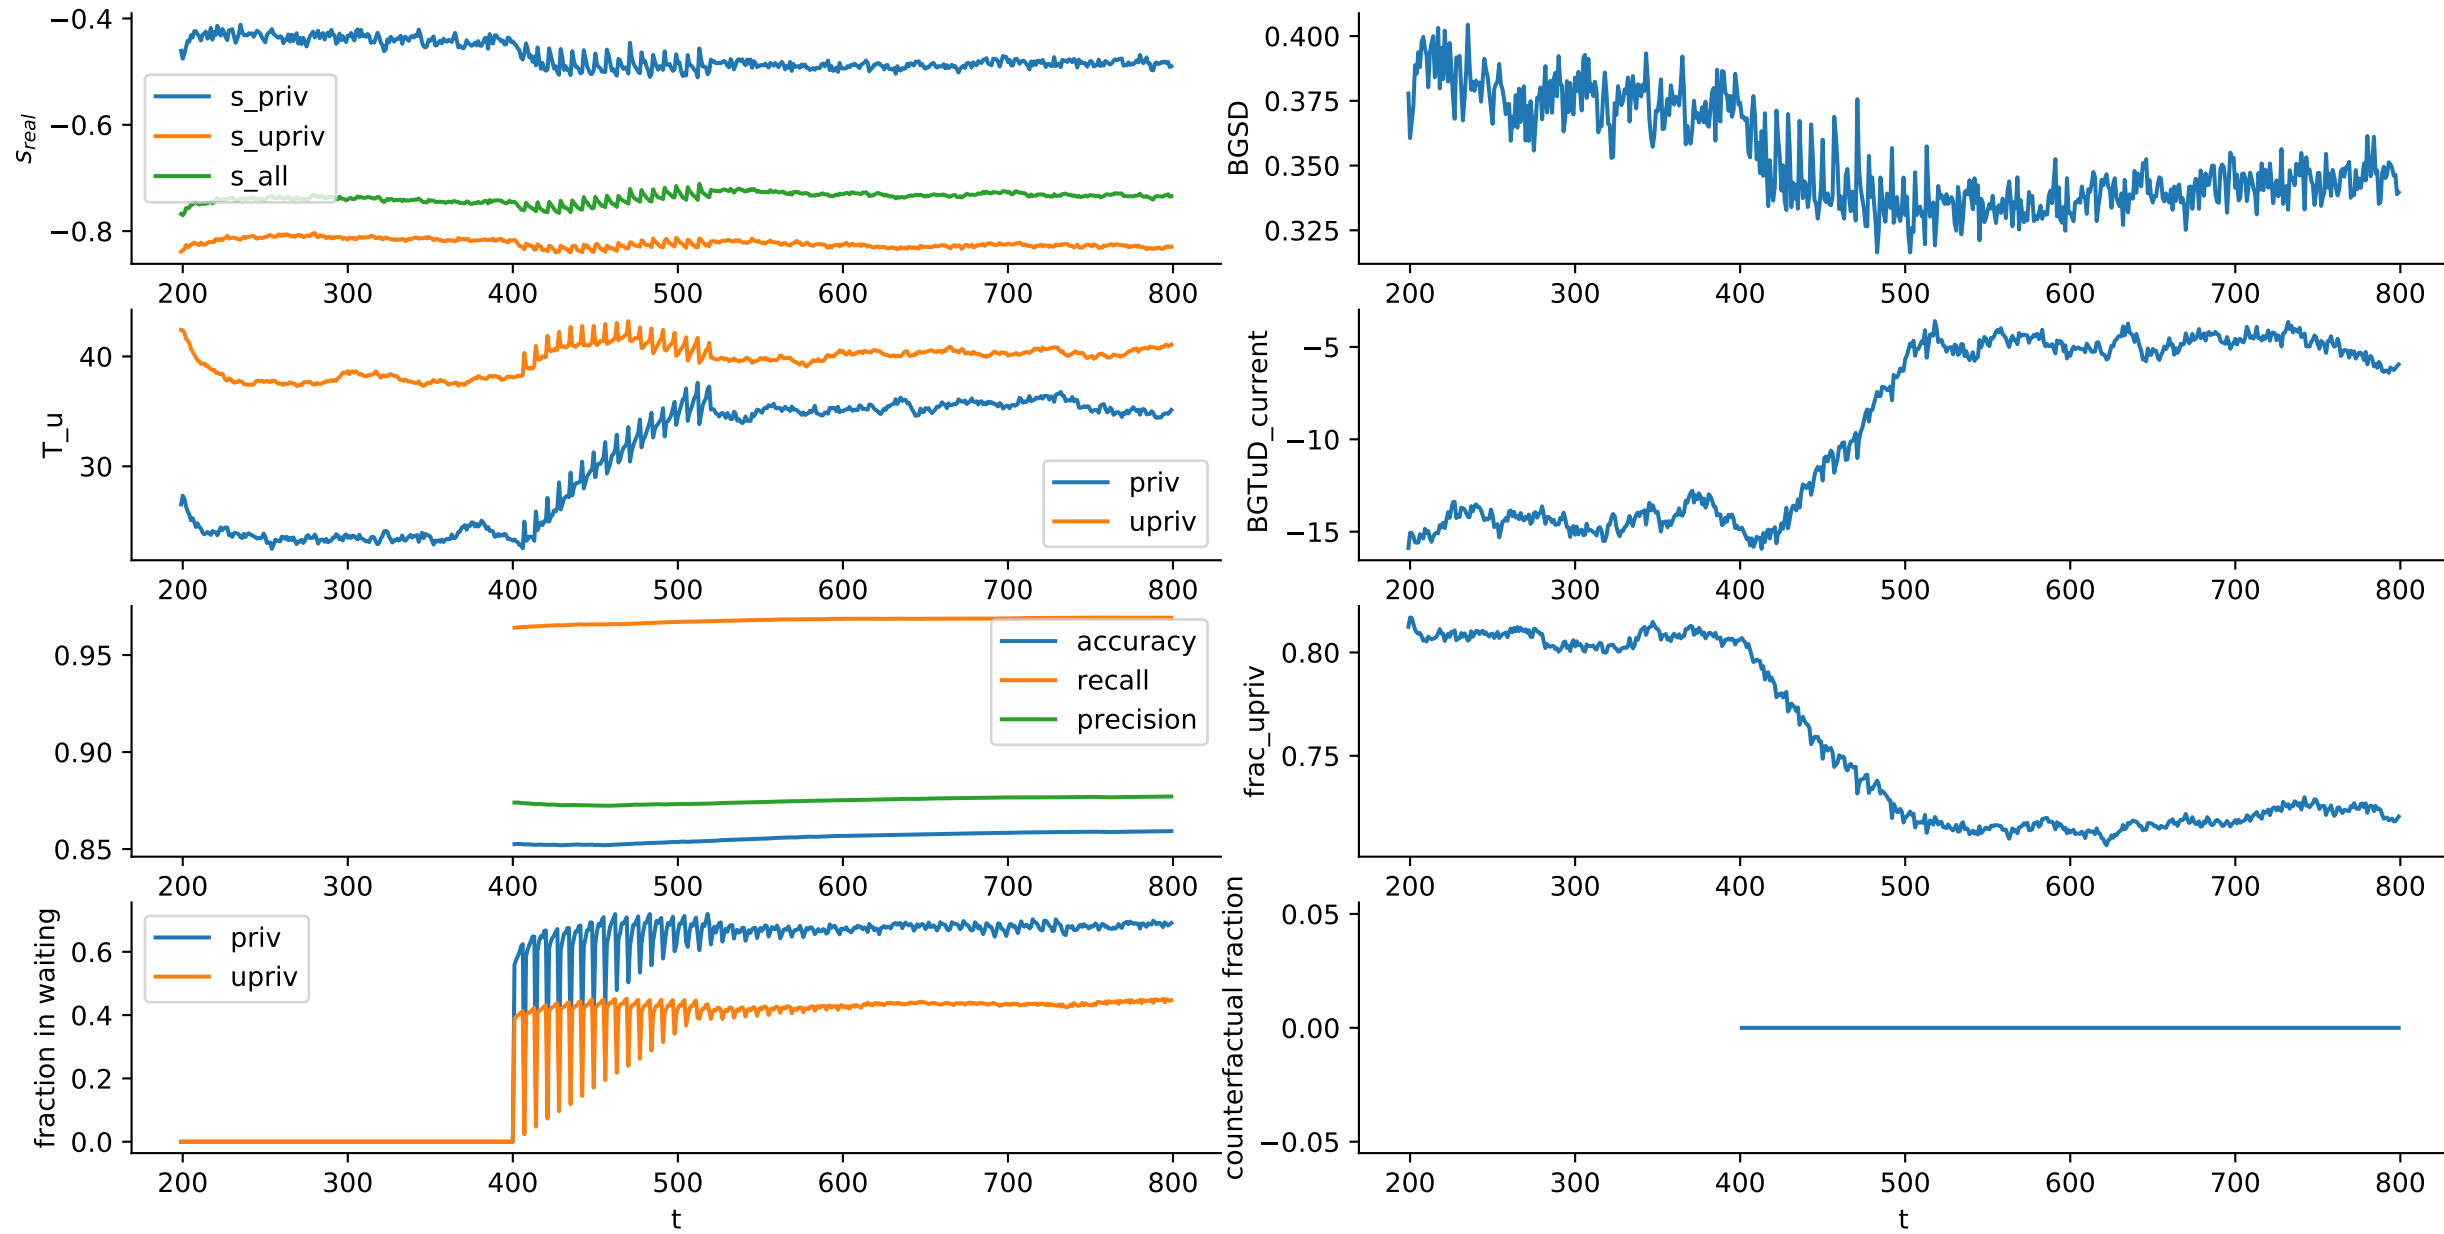 −0.4
−0.6
−0.8
s_real
s_priv
s_upriv
s_all
200 300 400 500 600 700 800
0.400
0.375
0.350
0.325
BGSD
200 300 400 500 600 700 800
40
30
T_u
priv
upriv
200 300 400 500 600 700 800
−5
−10
−15
BGTuD_current
200 300 400 500 600 700 800
0.95
0.90
0.85
accuracy
recall
precision
200 300 400 500 600 700 800
0.80
0.75
frac_upriv
200 300 400 500 600 700 800
0.6
0.4
0.2
0.0
fraction in waiting
priv
upriv
200 300 400 500 600 700 800
t
0.05
0.00
−0.05
counterfactual fraction
200 300 400 500 600 700 800
t